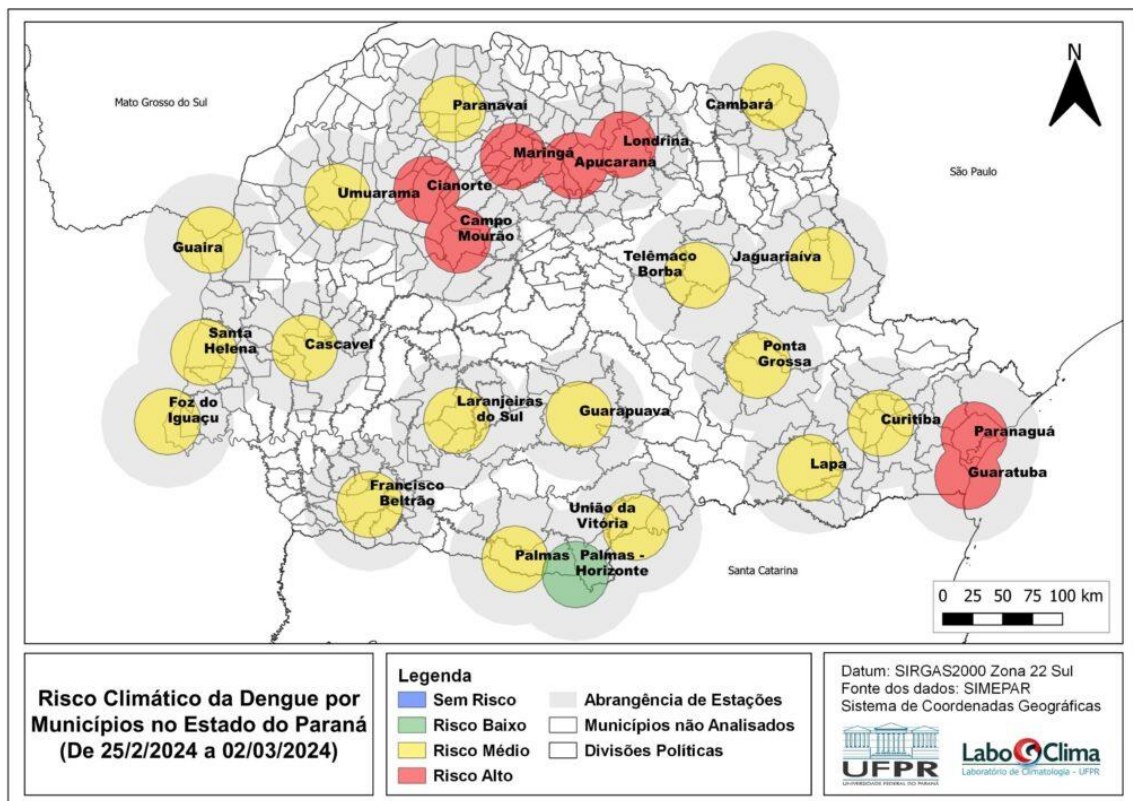 N
Mato Grosso do Sul
São Paulo
Santa Catarina
Paranavaí
Cambará
Londrina
Maringá
Apucarana
Cianorte
Umuarama
Campo
Mourão
Guaira
Telêmaco
Borba
Jaguariaíva
Santa
Helena
Cascavel
Ponta
Grossa
Foz do
Iguaçu
Laranjeiras
do Sul
Guarapuava
Curitiba
Paranaguá
Lapa
Guaratuba
Francisco
Beltrão
União da
Vitória
Palmas
Palmas -
Horizonte
0 25 50 75 100 km
Risco Climático da Dengue por
Municípios no Estado do Paraná
(De 25/2/2024 a 02/03/2024)
Legenda
Sem Risco
Risco Baixo
Risco Médio
Risco Alto
Abrangência de Estações
Municípios não Analisados
Divisões Políticas
Datum: SIRGAS2000 Zona 22 Sul
Fonte dos dados: SIMEPAR
Sistema de Coordenadas Geográficas
UFPR
UNIVERSIDADE FEDERAL DO PARANÁ
LaboClima
Laboratório de Climatologia - UFPR